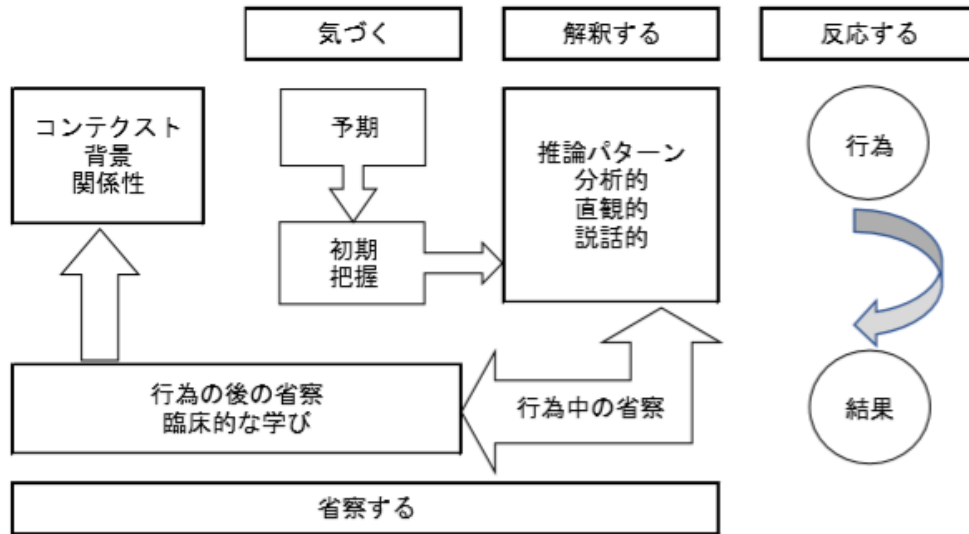 気づく
解釈する
反応する
コンテクスト
背景
関係性
予期
初期
把握
推論パターン
分析的
直観的
説話的
行為
行為の後の省察
臨床的な学び
行為中の省察
結果
省察する